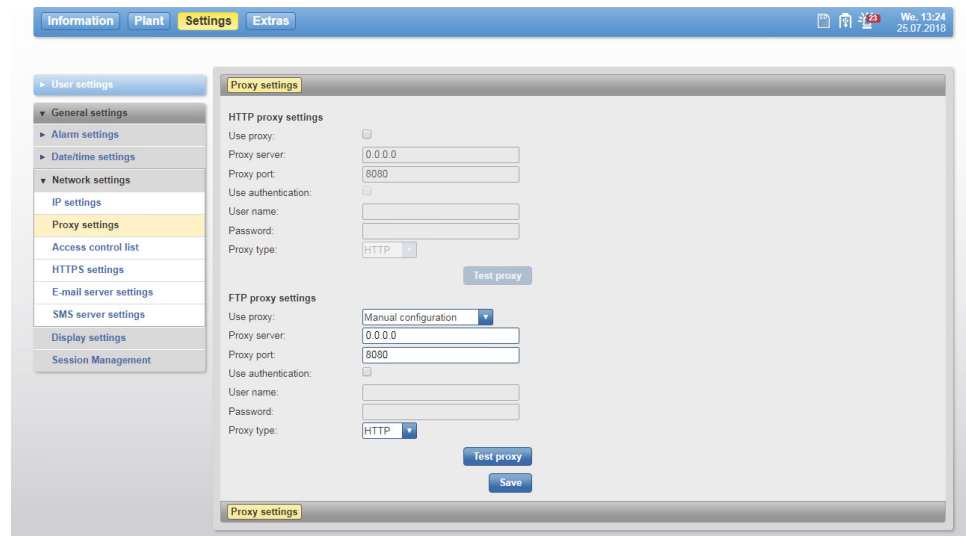 Information Plant Settings Extras
23
We. 13:24
25.07.2018
User settings
General settings
Alarm settings
Date/time settings
Network settings
IP settings
Proxy settings
Access control list
HTTPS settings
E-mail server settings
SMS server settings
Display settings
Session Management
Proxy settings
HTTP proxy settings
Use proxy:
Proxy server: 0.0.0.0
Proxy port: 8080
Use authentication:
User name:
Password:
Proxy type: HTTP
Test proxy
FTP proxy settings
Use proxy: Manual configuration
Proxy server: 0.0.0.0
Proxy port: 8080
Use authentication:
User name:
Password:
Proxy type: HTTP
Test proxy
Save
Proxy settings